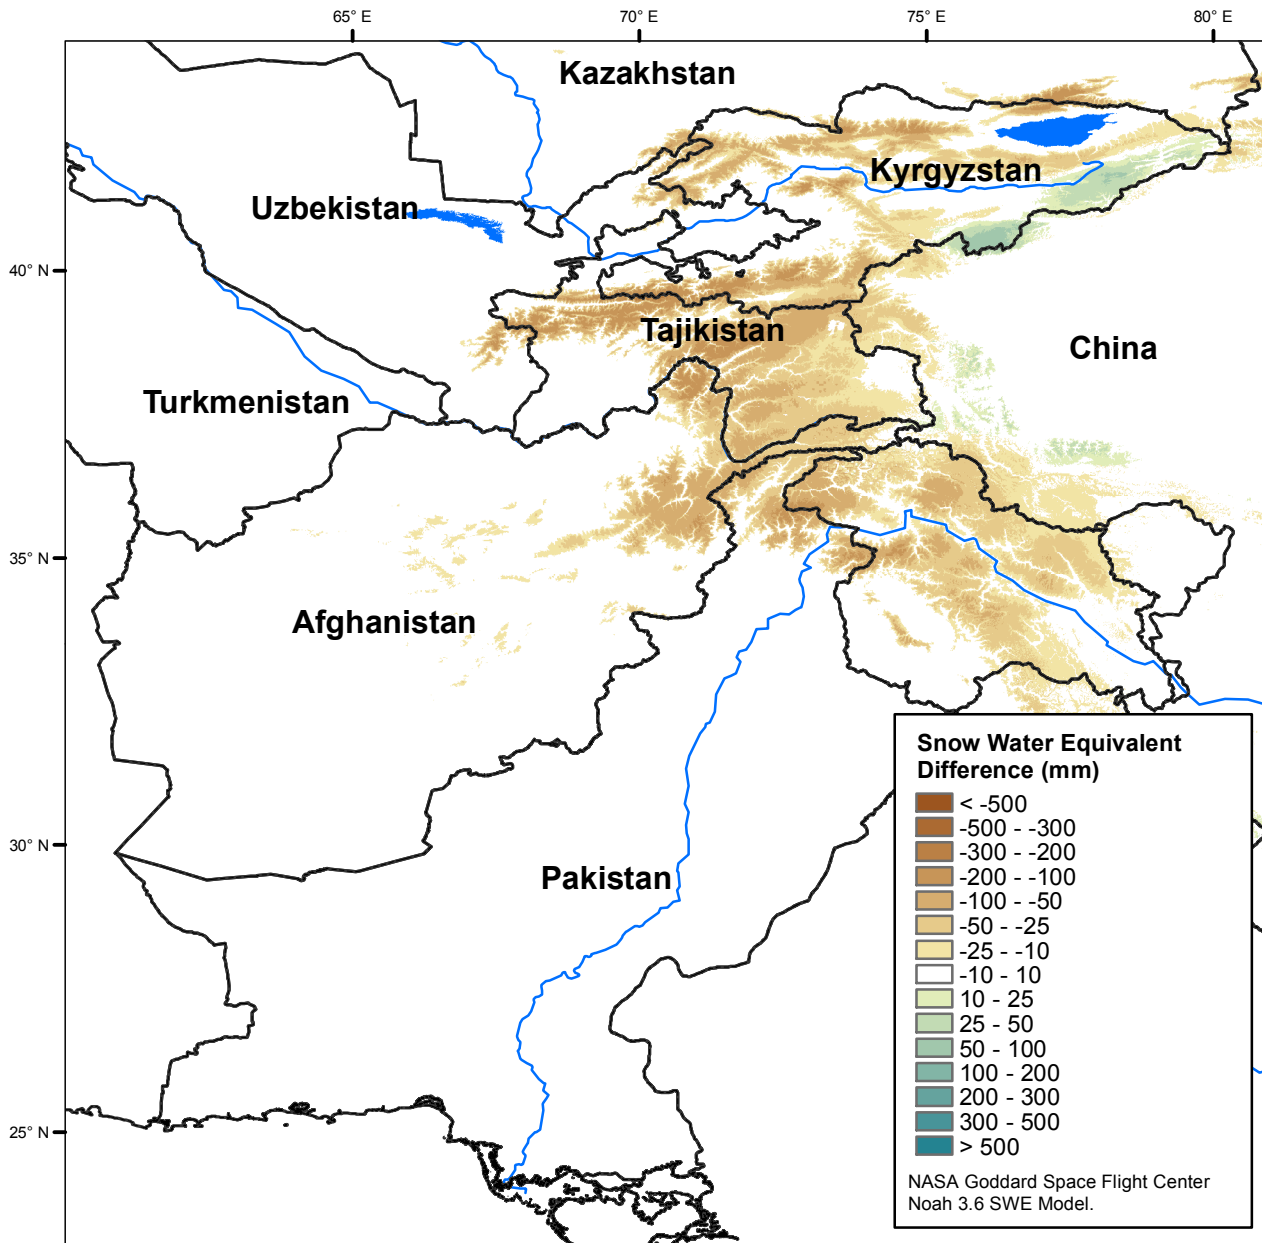 65° E
70° E
75° E
80° E
Kazakhstan
Kyrgyzstan
Uzbekistan
40° N
Tajikistan
China
Turkmenistan
35° N
Afghanistan
Snow Water Equivalent
Difference (mm)
< -500
-500 - -300
-300 - -200
-200 - -100
-100 - -50
-50 - -25
-25 - -10
-10 - 10
10 - 25
25 - 50
50 - 100
100 - 200
200 - 300
300 - 500
> 500
NASA Goddard Space Flight Center
Noah 3.6 SWE Model.
30° N
Pakistan
25° N